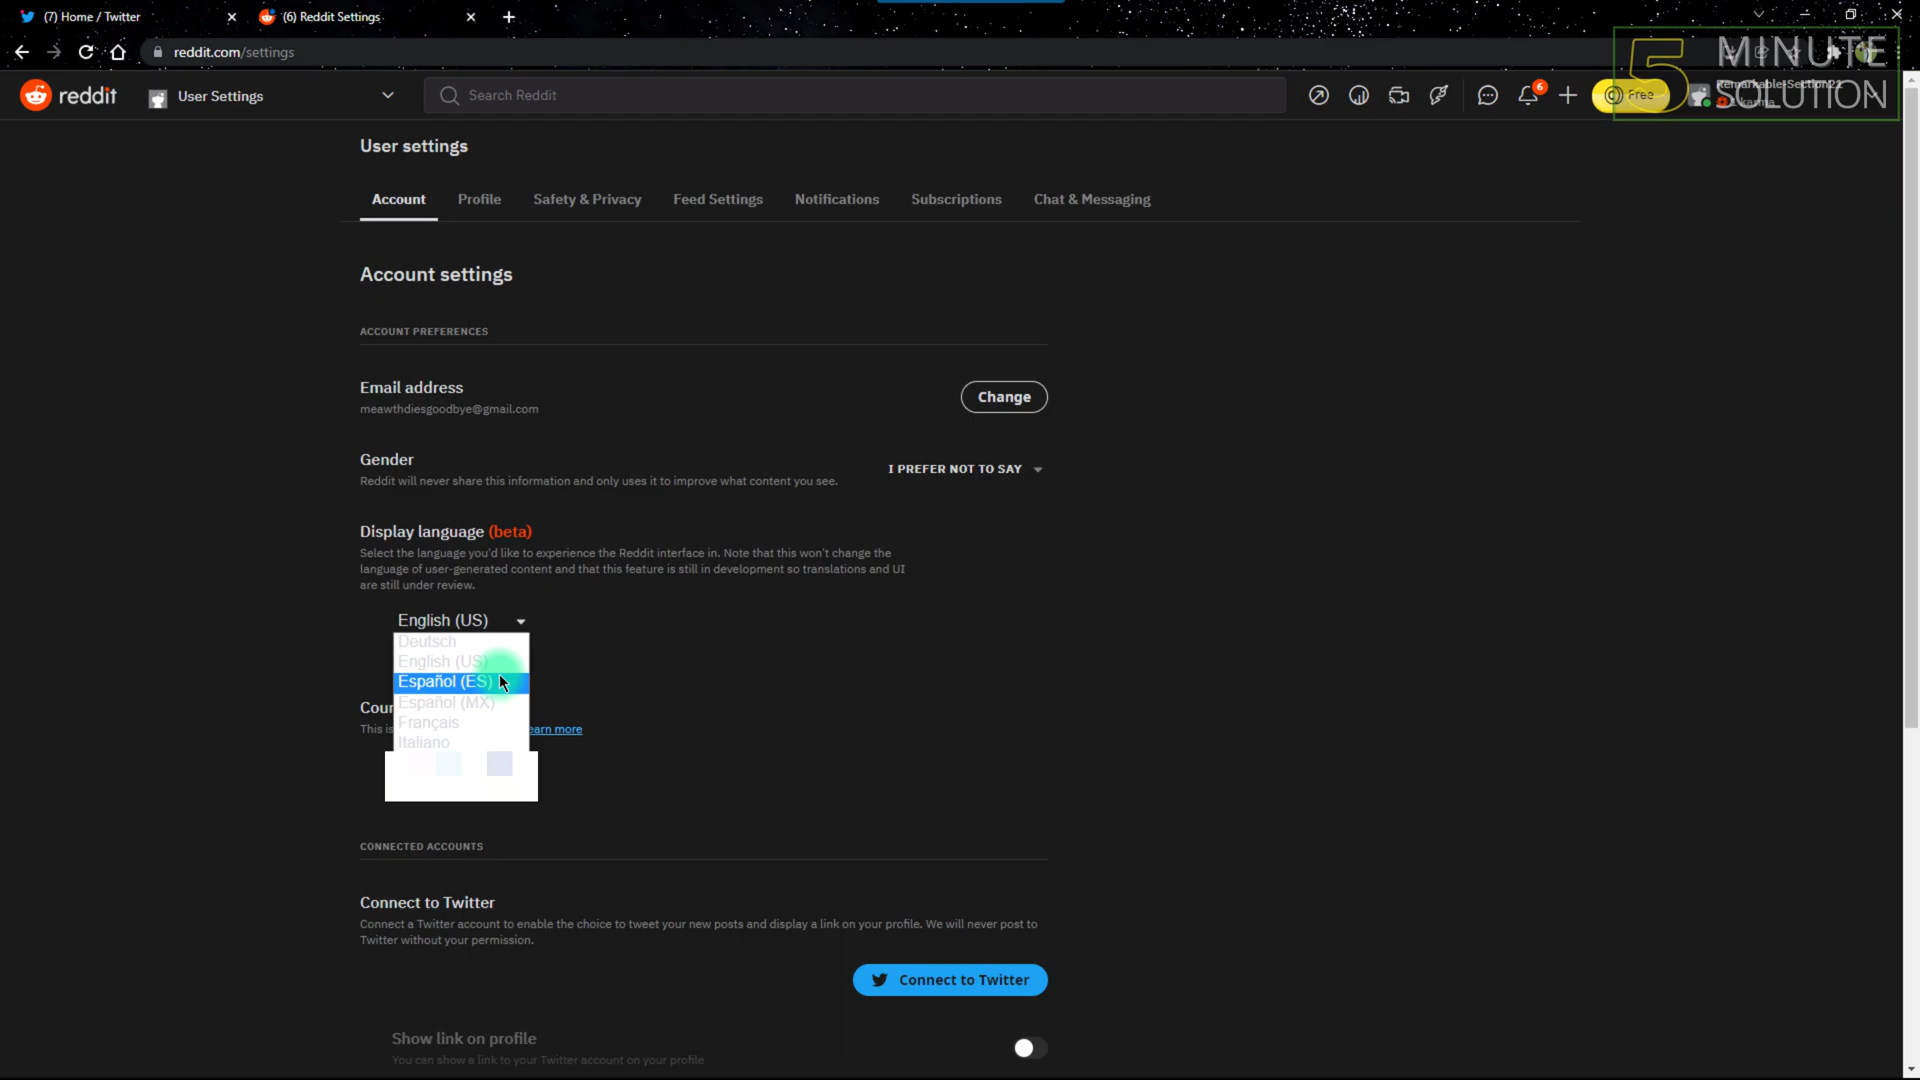 (7) Home / Twitter
(6) Reddit Settings
reddit.com/settings
5 MINUTE SOLUTION
reddit
User Settings
Search Reddit
6
Free
Remarkable-Section21
karma
User settings
Account
Profile
Safety & Privacy
Feed Settings
Notifications
Subscriptions
Chat & Messaging
Account settings
ACCOUNT PREFERENCES
Email address
meawthdiesgoodbye@gmail.com
Change
Gender
Reddit will never share this information and only uses it to improve what content you see.
I PREFER NOT TO SAY
Display language (beta)
Select the language you'd like to experience the Reddit interface in. Note that this won't change the
language of user-generated content and that this feature is still in development so translations and UI
are still under review.
English (US)
Deutsch
English (US)
Español (ES)
Español (MX)
Français
Italiano
Cour
This is
earn more
CONNECTED ACCOUNTS
Connect to Twitter
Connect a Twitter account to enable the choice to tweet your new posts and display a link on your profile. We will never post to
Twitter without your permission.
Connect to Twitter
Show link on profile
You can show a link to your Twitter account on your profile